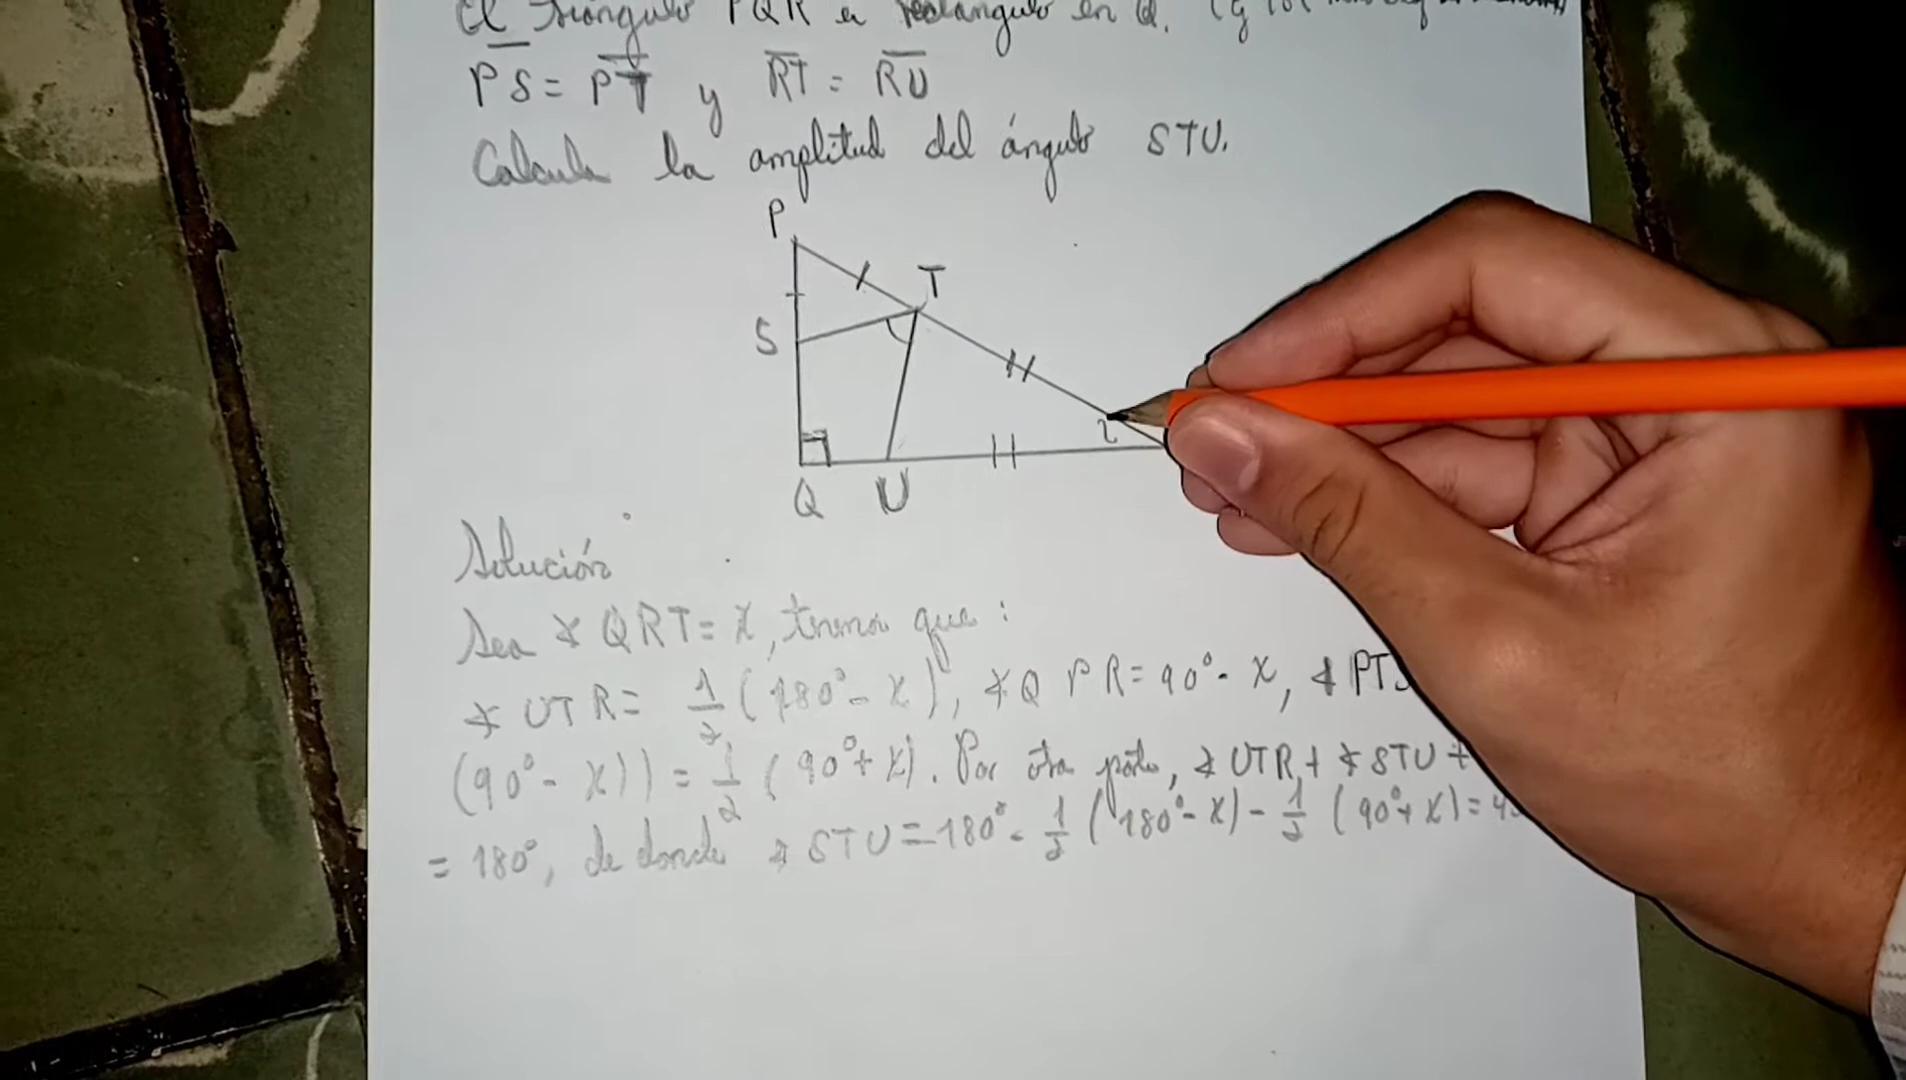 El triángulo PQR es rectángulo en Q.
PS = PT y RT = RU
Calcula la amplitud del ángulo STU.
P
T
S
Q U
Solución
Sea ∡ QRT = x, tenemos que:
∡ UTR = 1/2 (180° - x), ∡ Q P R = 90° - x, ∡ PTS
(90° - x)) = 1/2 (90° + x). Por otra parte, ∡ UTR + ∡ STU +
= 180°, de donde ∡ STU = 180° - 1/2 (180° - x) - 1/2 (90° + x) =